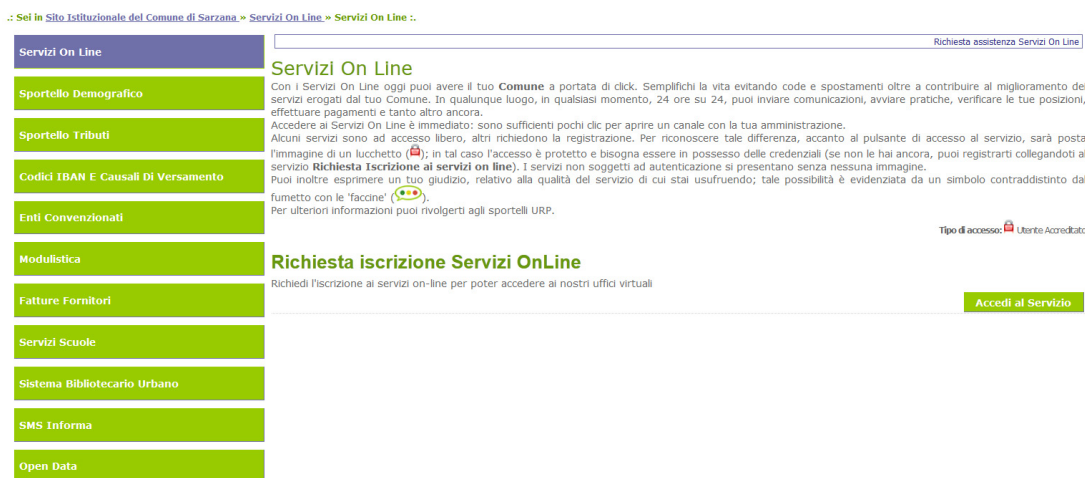 .: Sei in Sito Istituzionale del Comune di Sarzana » Servizi On Line » Servizi On Line :.
Servizi On Line
Sportello Demografico
Sportello Tributi
Codici IBAN E Causali Di Versamento
Enti Convenzionati
Modulistica
Fatture Fornitori
Servizi Scuole
Sistema Bibliotecario Urbano
SMS Informa
Open Data
Richiesta assistenza Servizi On Line
Servizi On Line
Con i Servizi On Line oggi puoi avere il tuo Comune a portata di click. Semplifichi la vita evitando code e spostamenti oltre a contribuire al miglioramento dei
servizi erogati dal tuo Comune. In qualunque luogo, in qualsiasi momento, 24 ore su 24, puoi inviare comunicazioni, avviare pratiche, verificare le tue posizioni,
effettuare pagamenti e tanto altro ancora.
Accedere ai Servizi On Line è immediato: sono sufficienti pochi clic per aprire un canale con la tua amministrazione.
Alcuni servizi sono ad accesso libero, altri richiedono la registrazione. Per riconoscere tale differenza, accanto al pulsante di accesso al servizio, sarà posta
l'immagine di un lucchetto (); in tal caso l'accesso è protetto e bisogna essere in possesso delle credenziali (se non le hai ancora, puoi registrarti collegandoti al
servizio Richiesta Iscrizione ai servizi on line). I servizi non soggetti ad autenticazione si presentano senza nessuna immagine.
Puoi inoltre esprimere un tuo giudizio, relativo alla qualità del servizio di cui stai usufruendo; tale possibilità è evidenziata da un simbolo contraddistinto dal
fumetto con le 'faccine' ().
Per ulteriori informazioni puoi rivolgerti agli sportelli URP.
Tipo di accesso: Utente Accreditato
Richiesta iscrizione Servizi OnLine
Richiedi l'iscrizione ai servizi on-line per poter accedere ai nostri uffici virtuali
Accedi al Servizio